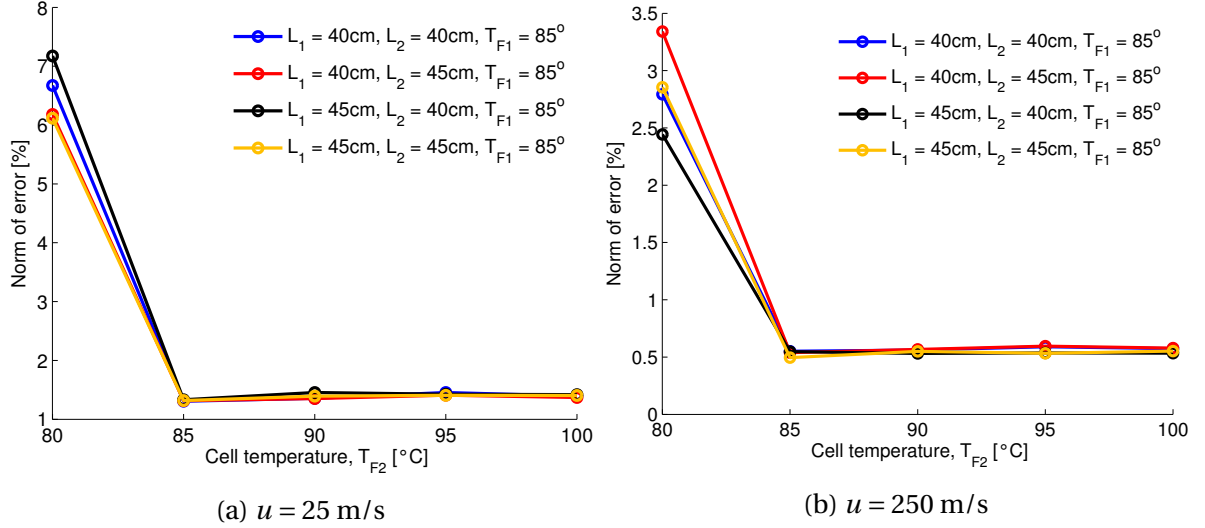 8
7
6
5
4
3
2
1
80
85
90
95
100
Norm of error [%]
Cell temperature, T_F2 [°C]
L_1 = 40cm, L_2 = 40cm, T_F1 = 85°
L_1 = 40cm, L_2 = 45cm, T_F1 = 85°
L_1 = 45cm, L_2 = 40cm, T_F1 = 85°
L_1 = 45cm, L_2 = 45cm, T_F1 = 85°
(a) u = 25 m/s
3.5
3
2.5
2
1.5
1
0.5
0
80
85
90
95
100
Norm of error [%]
Cell temperature, T_F2 [°C]
L_1 = 40cm, L_2 = 40cm, T_F1 = 85°
L_1 = 40cm, L_2 = 45cm, T_F1 = 85°
L_1 = 45cm, L_2 = 40cm, T_F1 = 85°
L_1 = 45cm, L_2 = 45cm, T_F1 = 85°
(b) u = 250 m/s